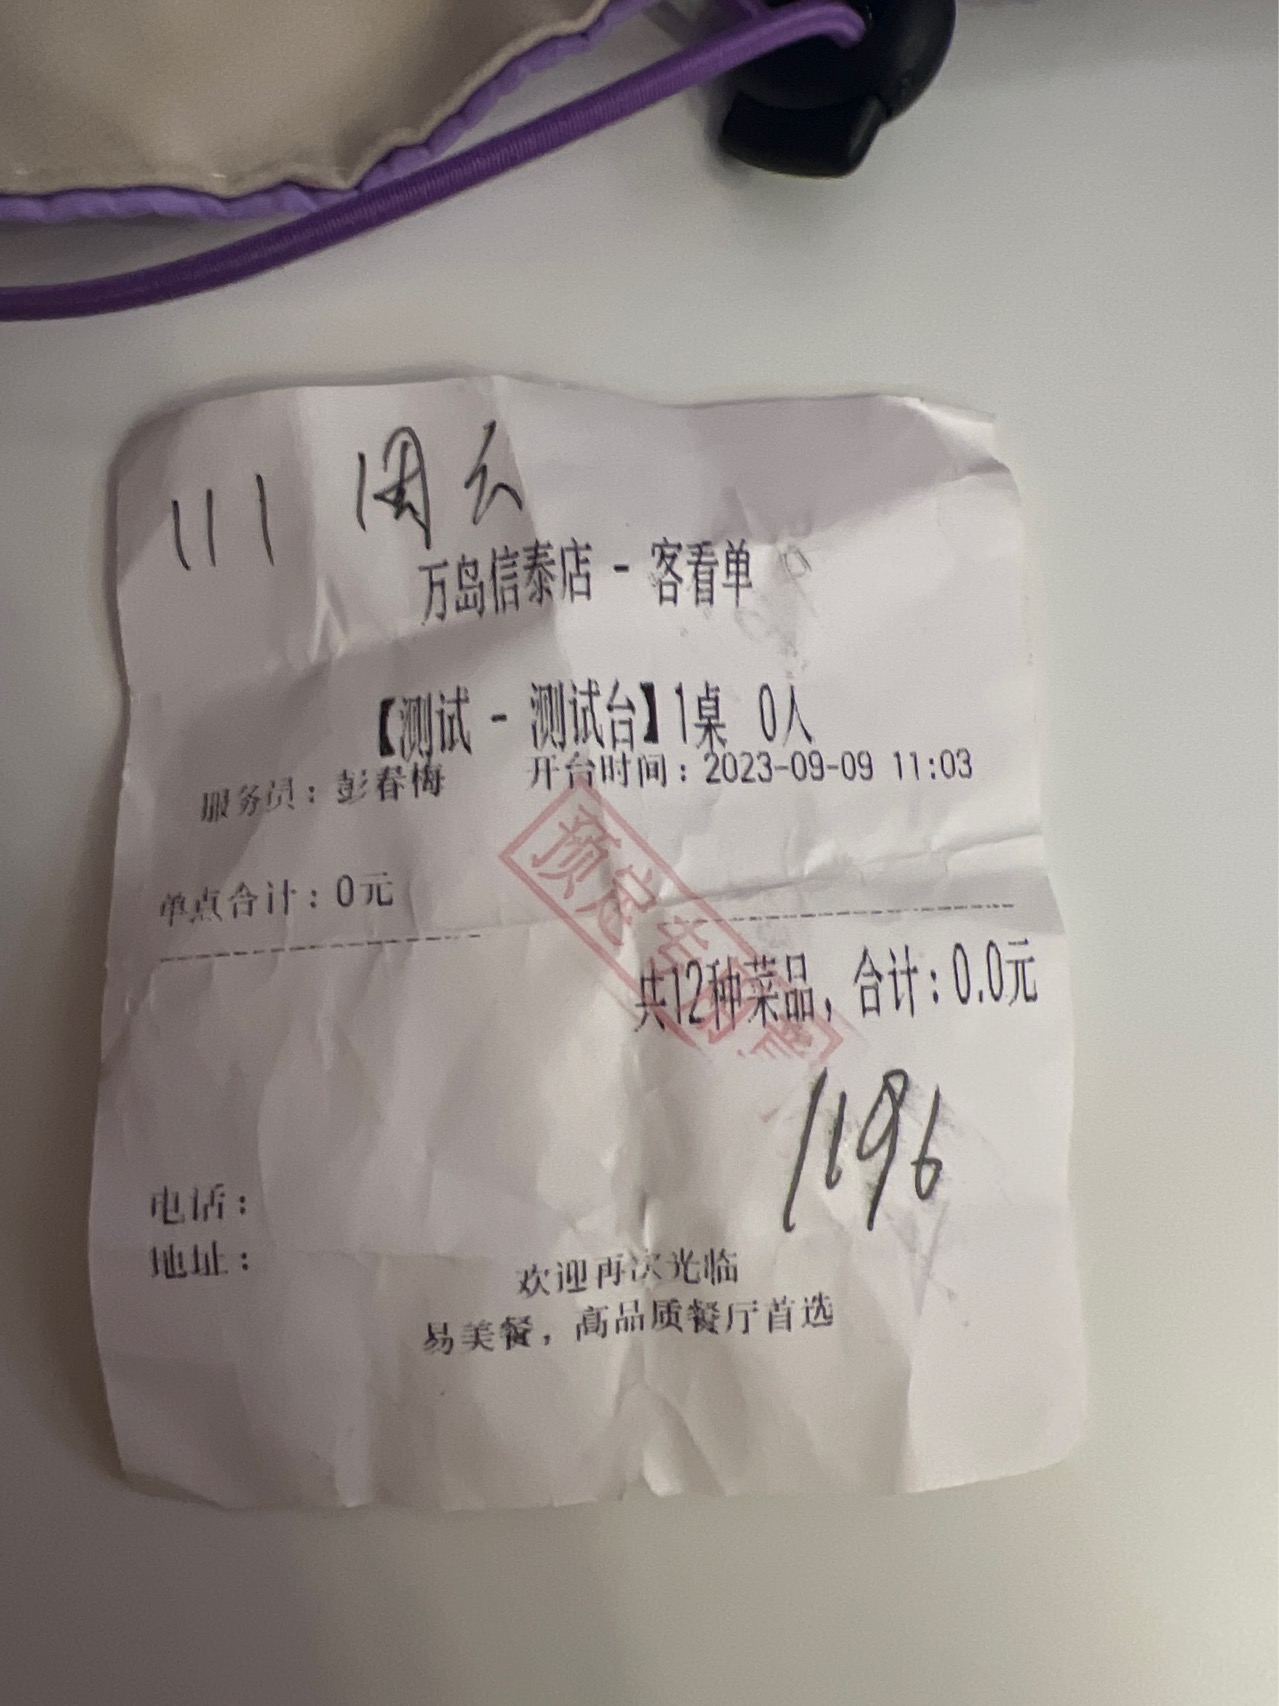 111 周云
万岛信泰店 - 客看单
【测试 - 测试台】1桌 0人
服务员：彭春梅 开台时间：2023-09-09 11:03
单点合计：0元
预定
共12种菜品，合计：0.0元
1196
电话：
地址：
欢迎再次光临
易美餐，高品质餐厅首选